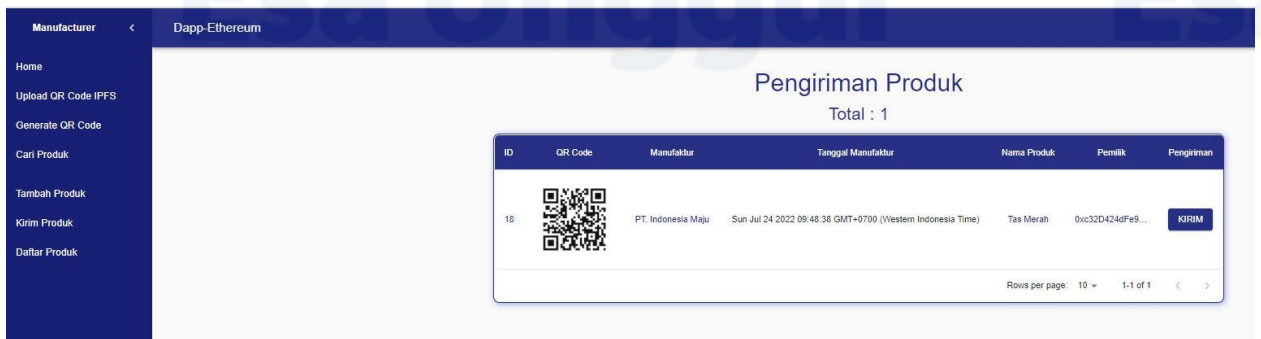 Esa Unggul
Manufacturer <
Dapp-Ethereum
Home
Upload QR Code IPFS
Generate QR Code
Cari Produk
Tambah Produk
Kirim Produk
Daftar Produk
Pengiriman Produk
Total : 1
ID QR Code Manufaktur Tanggal Manufaktur Nama Produk Pemilik Pengiriman
18 PT. Indonesia Maju Sun Jul 24 2022 09:48:38 GMT+0700 (Western Indonesia Time) Tas Merah 0xc32D424dFe9... KIRIM
Rows per page: 10 1-1 of 1 < >